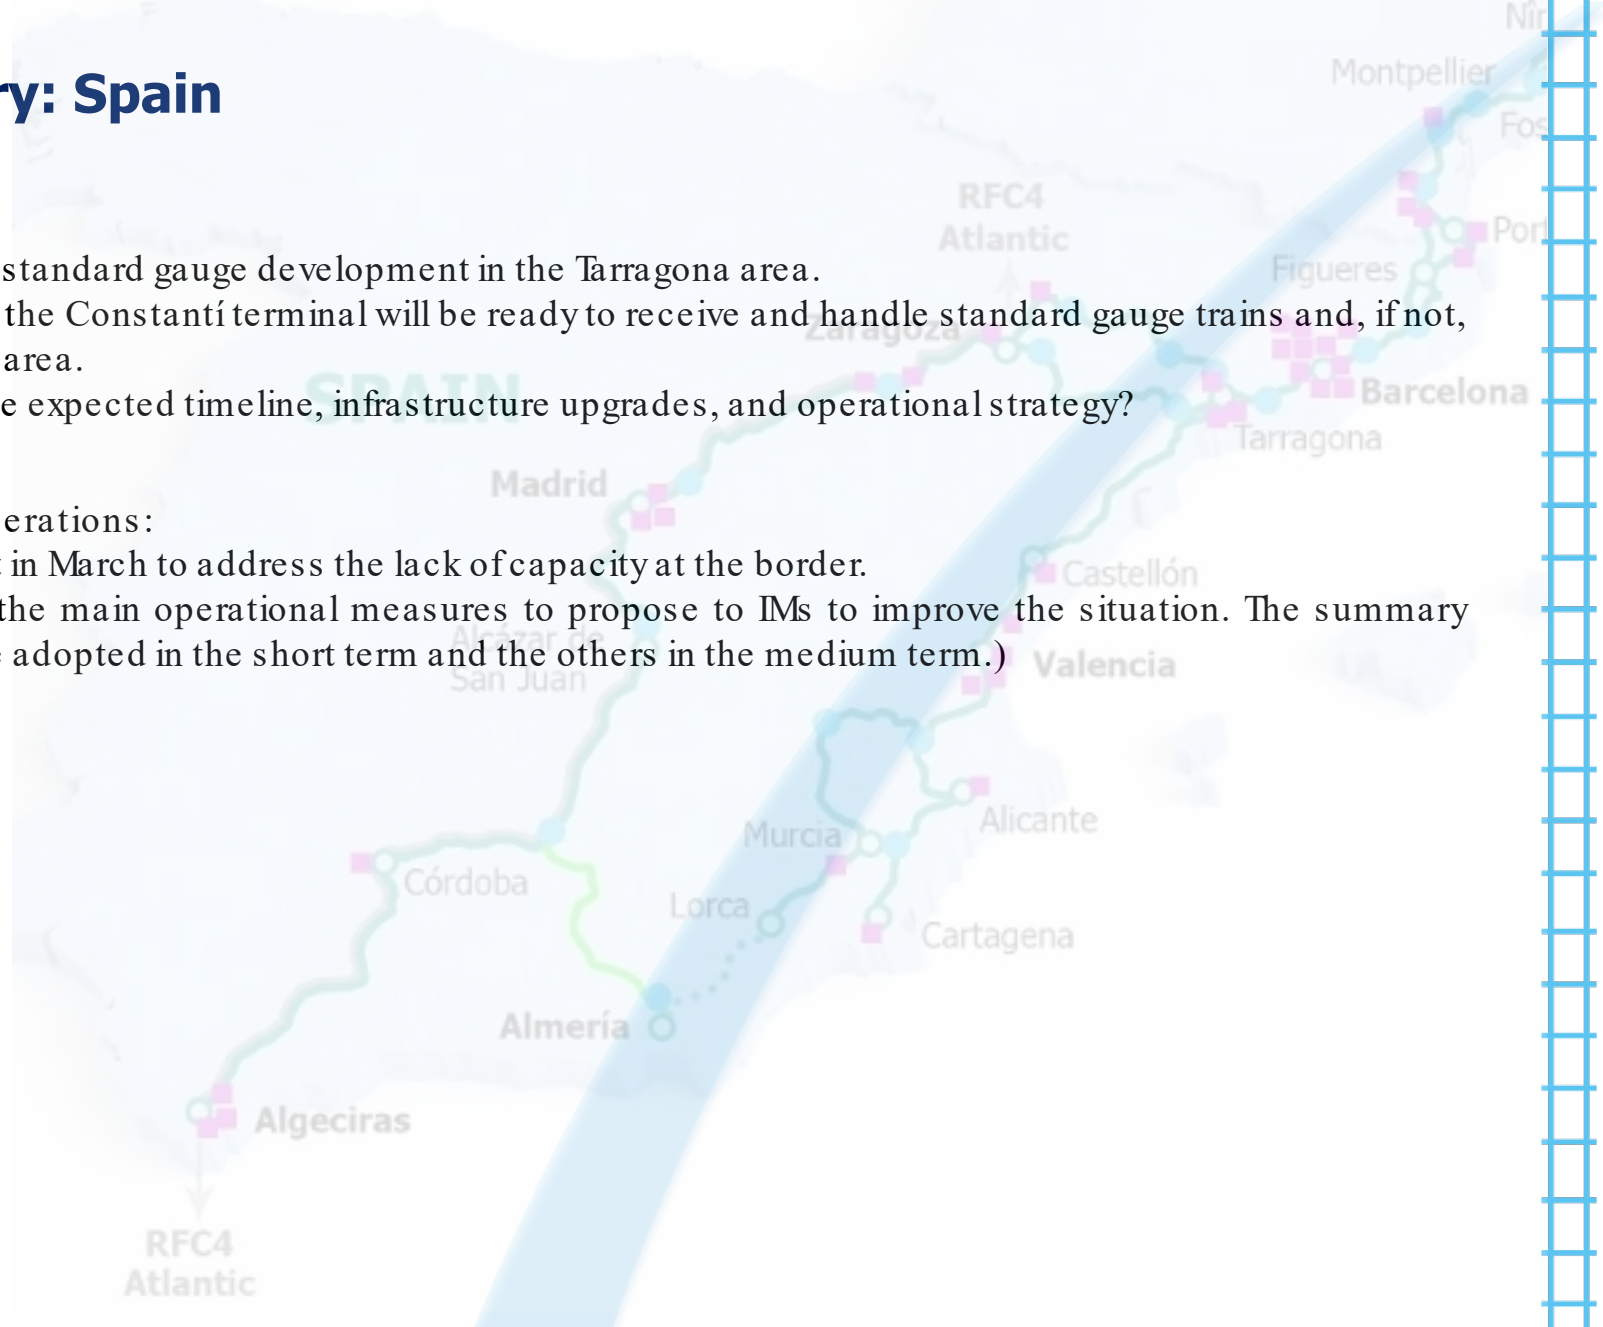 ry: Spain
standard gauge development in the Tarragona area.
the Constantí terminal will be ready to receive and handle standard gauge trains and, if not,
area.
e expected timeline, infrastructure upgrades, and operational strategy?
erations:
in March to address the lack of capacity at the border.
the main operational measures to propose to IMs to improve the situation. The summary
adopted in the short term and the others in the medium term.)
Montpellier
Fos
RFC4
Atlantic
Port
Figueres
Zaragoza
SPAIN
Barcelona
Tarragona
Madrid
Castellón
Alcázar de
San Juan
Valencia
Alicante
Murcia
Córdoba
Lorca
Cartagena
Almería
Algeciras
RFC4
Atlantic